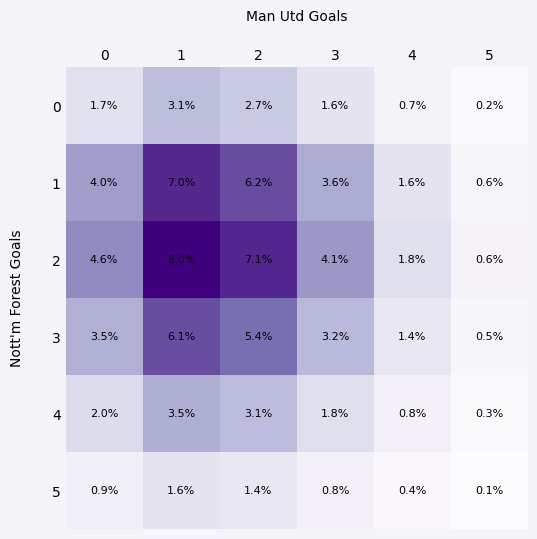 Man Utd Goals
0 1 2 3 4 5
Nott'm Forest Goals
0 1.7% 3.1% 2.7% 1.6% 0.7% 0.2%
1 4.0% 7.0% 6.2% 3.6% 1.6% 0.6%
2 4.6% 8.0% 7.1% 4.1% 1.8% 0.6%
3 3.5% 6.1% 5.4% 3.2% 1.4% 0.5%
4 2.0% 3.5% 3.1% 1.8% 0.8% 0.3%
5 0.9% 1.6% 1.4% 0.8% 0.4% 0.1%